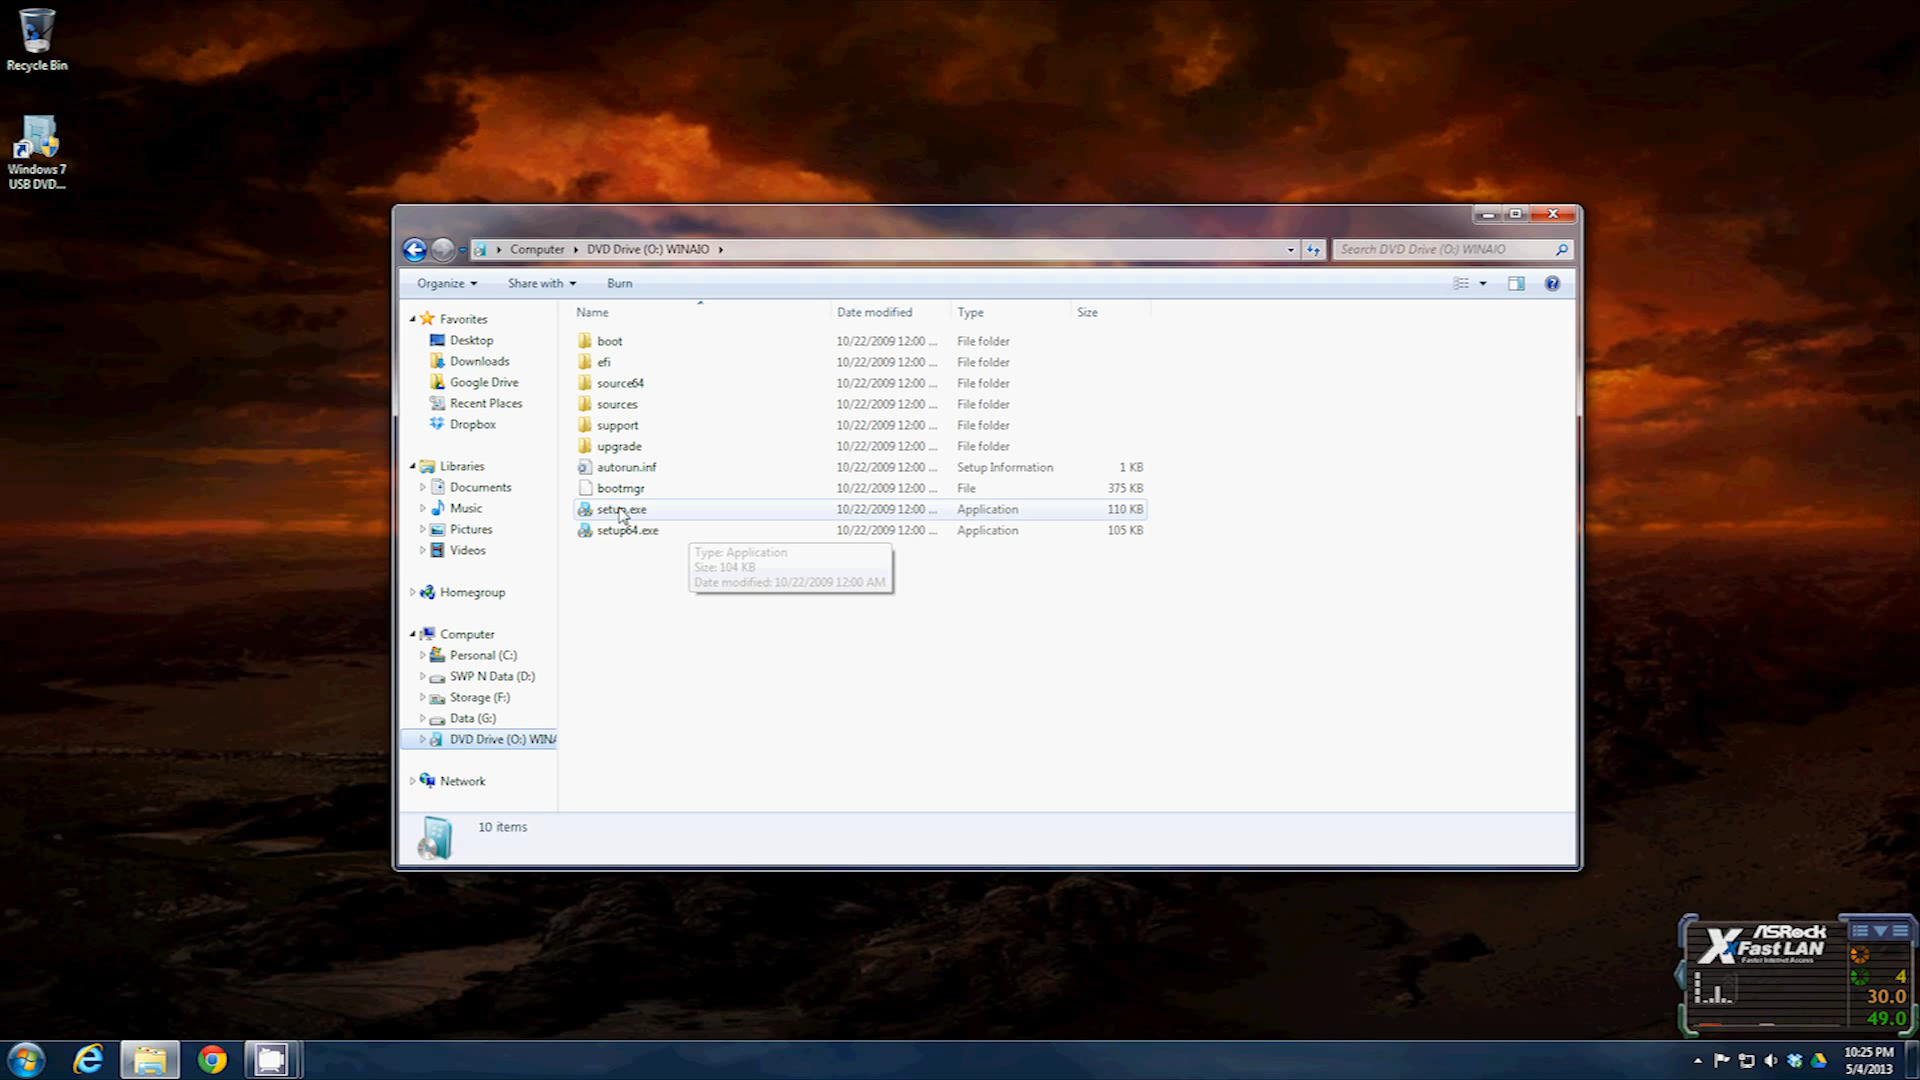 Recycle Bin
Windows 7
USB DVD...
Computer
DVD Drive (O:) WINAIO
Search DVD Drive (O:) WINAIO
Organize
Share with
Burn
Name
Date modified
Type
Size
Favorites
Desktop
Downloads
Google Drive
Recent Places
Dropbox
Libraries
Documents
Music
Pictures
Videos
Homegroup
Computer
Personal (C:)
SWP N Data (D:)
Storage (F:)
Data (G:)
DVD Drive (O:) WINA
Network
boot 10/22/2009 12:00 ... File folder
efi 10/22/2009 12:00 ... File folder
source64 10/22/2009 12:00 ... File folder
sources 10/22/2009 12:00 ... File folder
support 10/22/2009 12:00 ... File folder
upgrade 10/22/2009 12:00 ... File folder
autorun.inf 10/22/2009 12:00 ... Setup Information 1 KB
bootmgr 10/22/2009 12:00 ... File 375 KB
setup.exe 10/22/2009 12:00 ... Application 110 KB
setup64.exe 10/22/2009 12:00 ... Application 105 KB
Type: Application
Size: 104 KB
Date modified: 10/22/2009 12:00 AM
10 items
ASRock
XFast LAN
Faster Internet Access
4
30.0
49.0
10:25 PM
5/4/2013